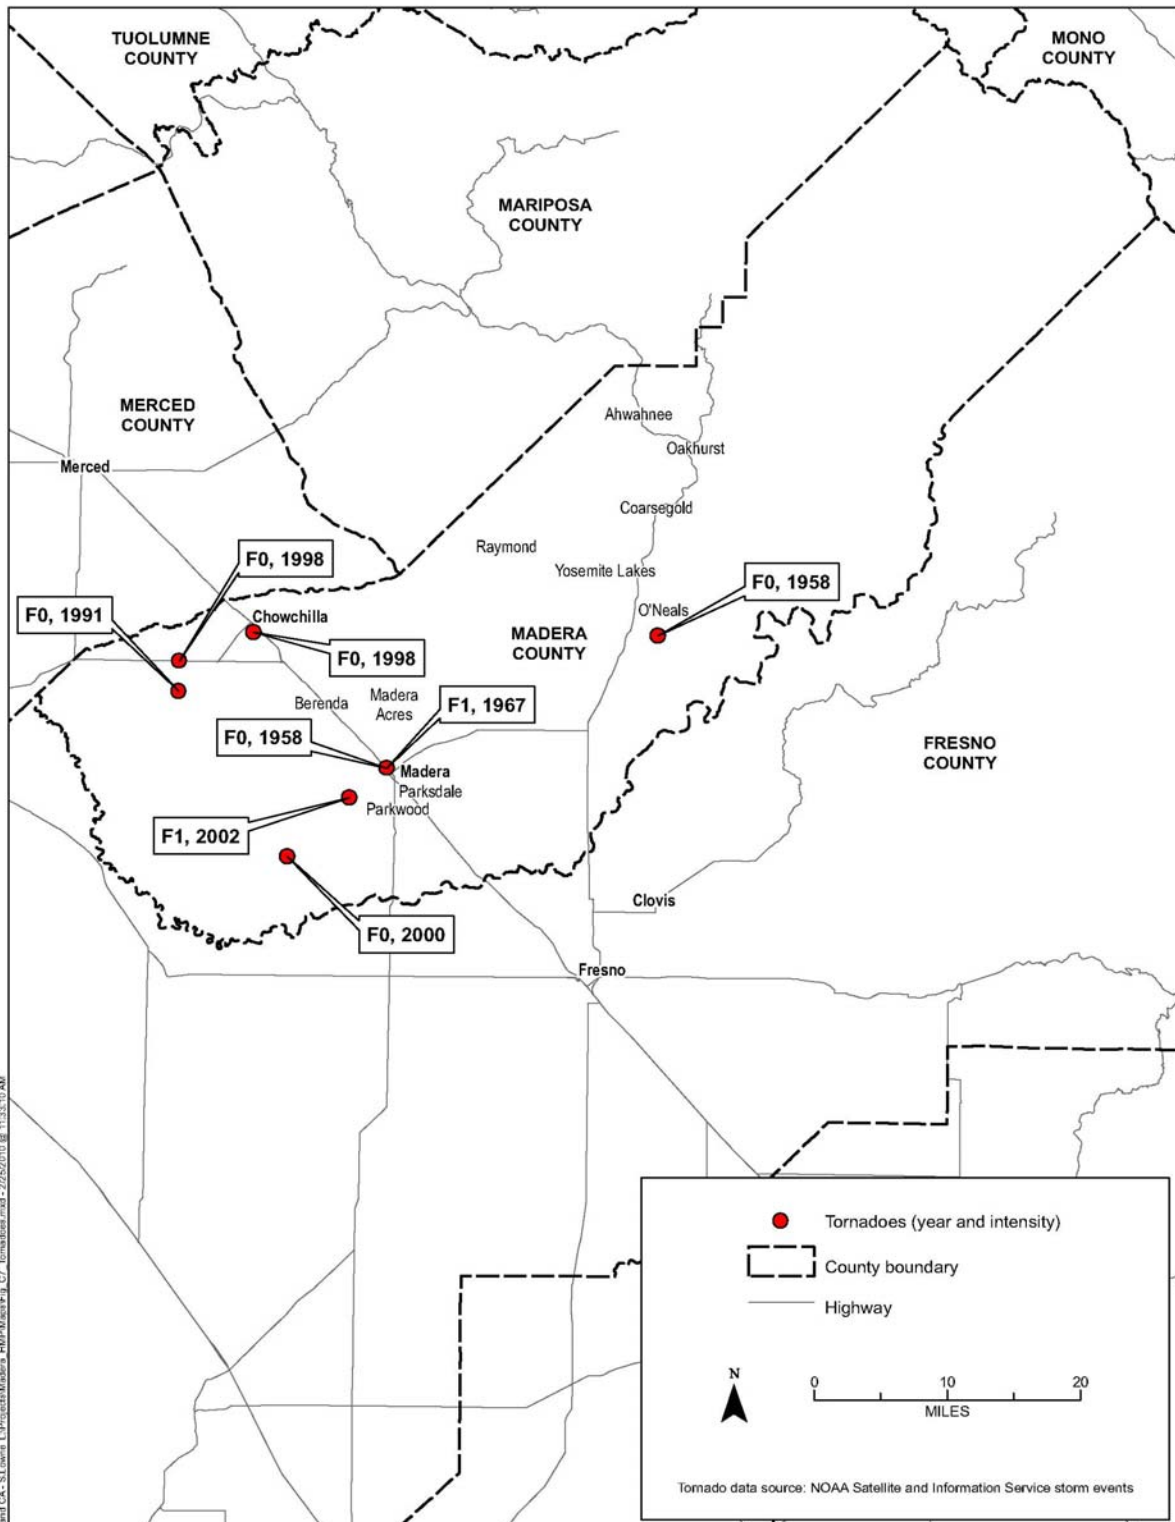 TUOLUMNE
COUNTY
MONO
COUNTY
MARIPOSA
COUNTY
MERCED
COUNTY
Ahwahnee
Oakhurst
Merced
Coarsegold
Raymond
F0, 1998
Yosemite Lakes
F0, 1958
F0, 1991
O'Neals
Chowchilla
MADERA
COUNTY
F0, 1998
Berenda
Madera
Acres
F1, 1967
F0, 1958
FRESNO
COUNTY
Madera
Parksdale
Parkwood
F1, 2002
Clovis
F0, 2000
Fresno
Tornadoes (year and intensity)
County boundary
Highway
N
0 10 20
MILES
Tornado data source: NOAA Satellite and Information Service storm events